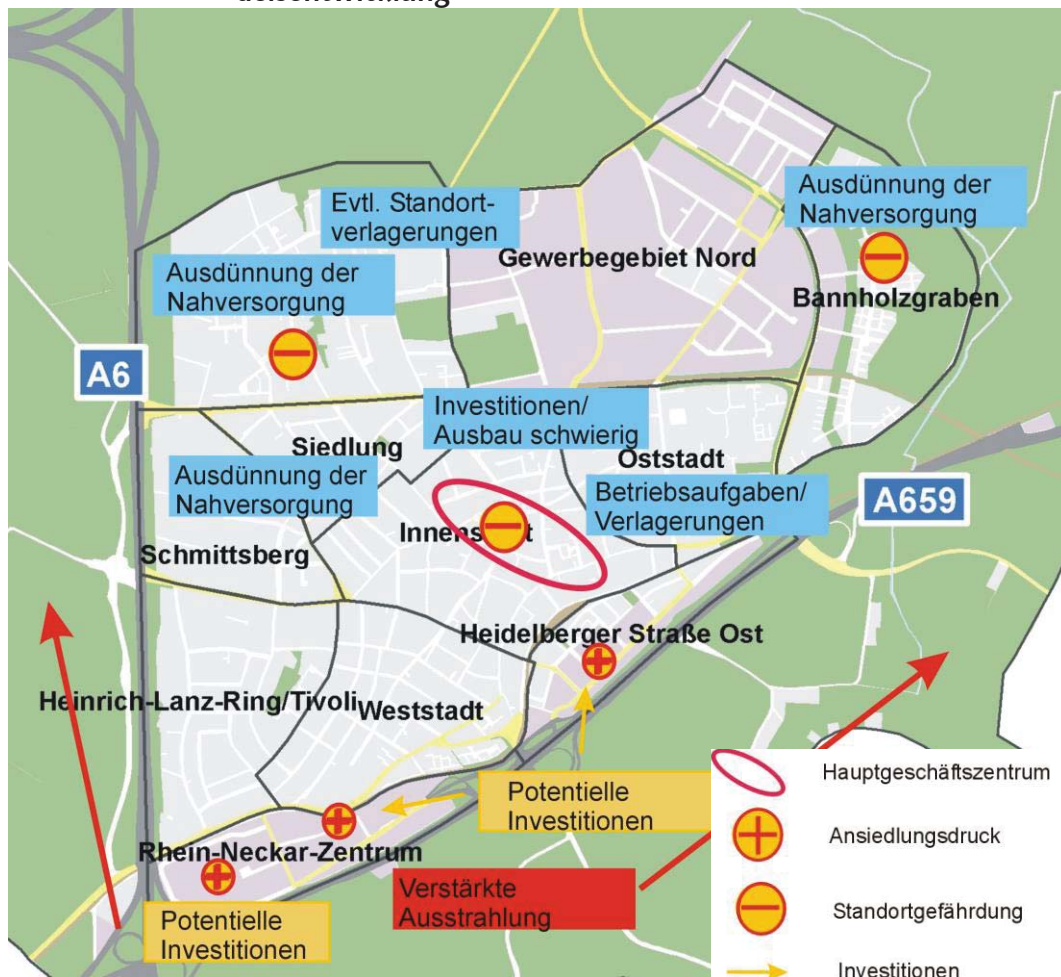 Evtl. Standort-
verlagerungen
Ausdünnung der
Nahversorgung
Gewerbegebiet Nord
Ausdünnung der
Nahversorgung
Bannholzgraben
A6
Investitionen/
Ausbau schwierig
Siedlung
Oststadt
Ausdünnung der
Nahversorgung
Betriebsaufgaben/
Verlagerungen
A659
Schmittsberg
Heidelberger Straße Ost
Heinrich-Lanz-Ring/Tivoli
Weststadt
Potentielle
Investitionen
Rhein-Neckar-Zentrum
Potentielle
Investitionen
Verstärkte
Ausstrahlung
Hauptgeschäftszentrum
Ansiedlungsdruck
Standortgefährdung
Investitionen